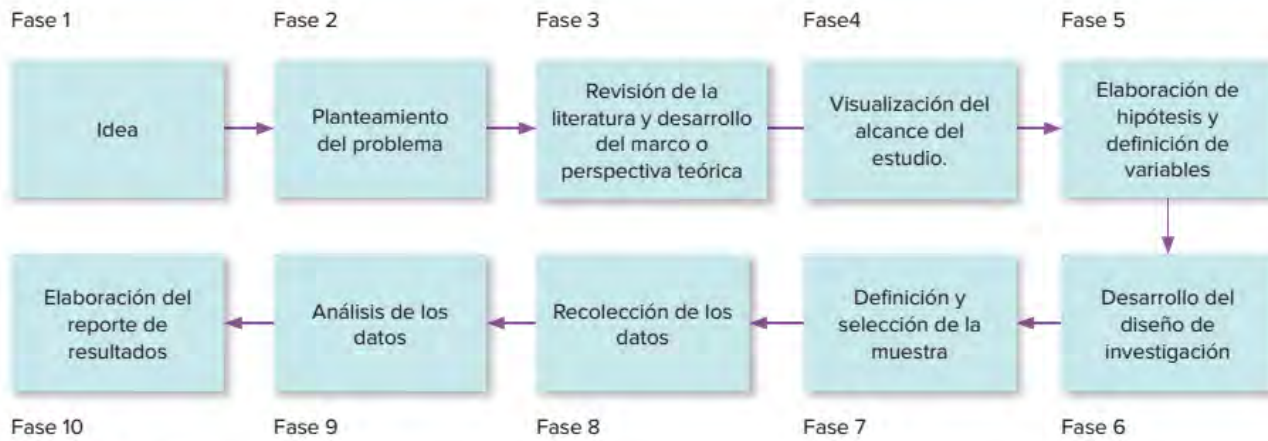 Fase 1
Fase 2
Fase 3
Fase4
Fase 5
Idea
Planteamiento
del problema
Revisión de la
literatura y desarrollo
del marco o
perspectiva teórica
Visualización del
alcance del
estudio.
Elaboración de
hipótesis y
definición de
variables
Elaboración del
reporte de
resultados
Análisis de los
datos
Recolección de los
datos
Definición y
selección de la
muestra
Desarrollo del
diseño de
investigación
Fase 10
Fase 9
Fase 8
Fase 7
Fase 6